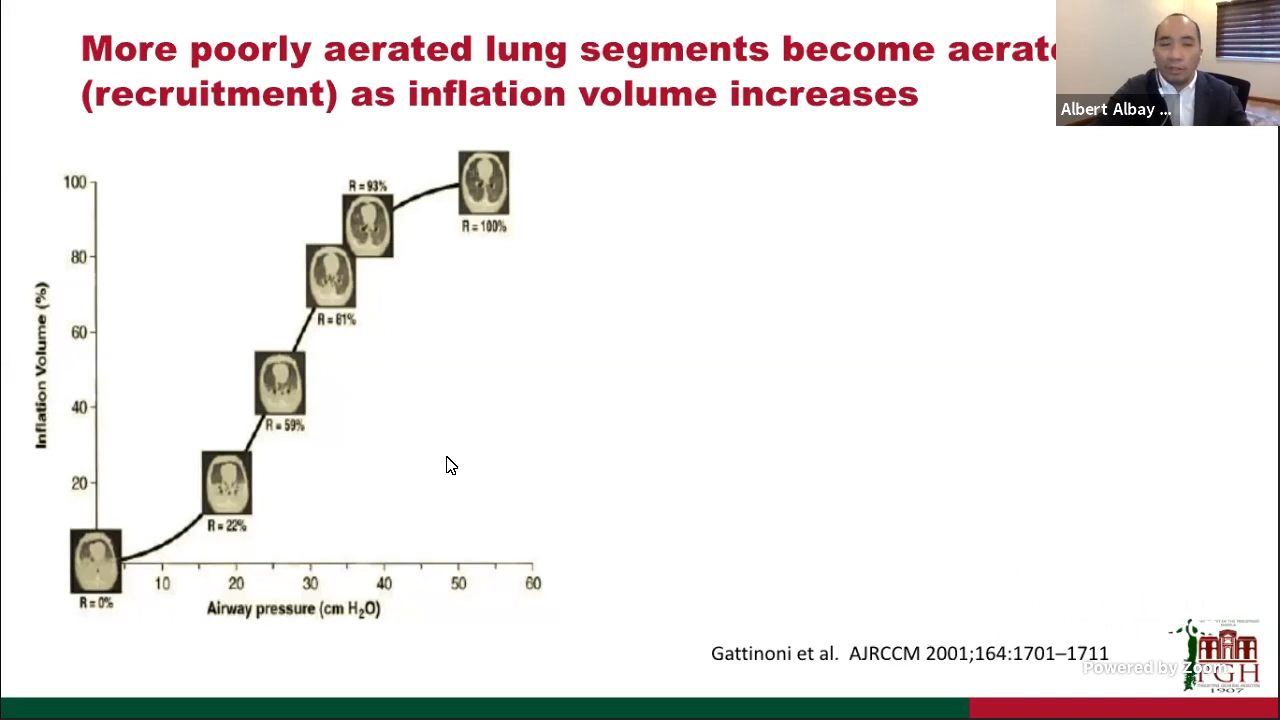 More poorly aerated lung segments become aerate
(recruitment) as inflation volume increases
Albert Albay ...
R = 93%
100
R = 100%
80
R = 81%
60
Inflation Volume (%)
40
R = 59%
20
R = 22%
10 20 30 40 50 60
R = 0%
Airway pressure (cm H₂O)
Gattinoni et al. AJRCCM 2001;164:1701–1711
Powered by Zoom
PGH
1907